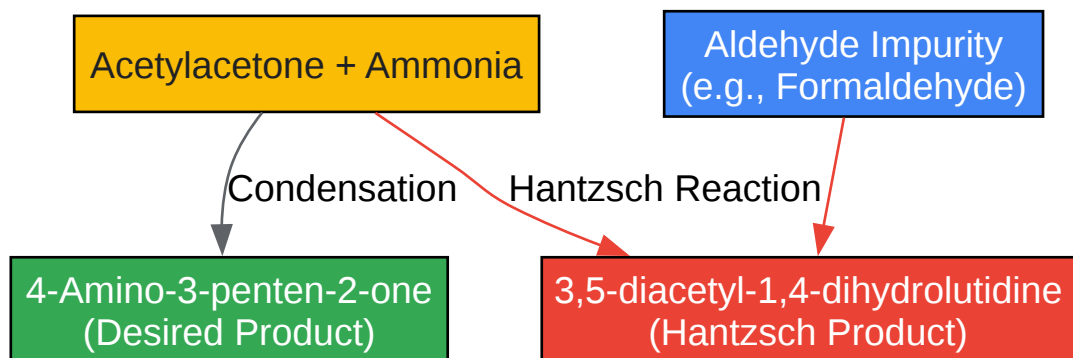 Acetylacetone + Ammonia
Aldehyde Impurity
(e.g., Formaldehyde)
Condensation
Hantzsch Reaction
4-Amino-3-penten-2-one
(Desired Product)
3,5-diacetyl-1,4-dihydrolutidine
(Hantzsch Product)